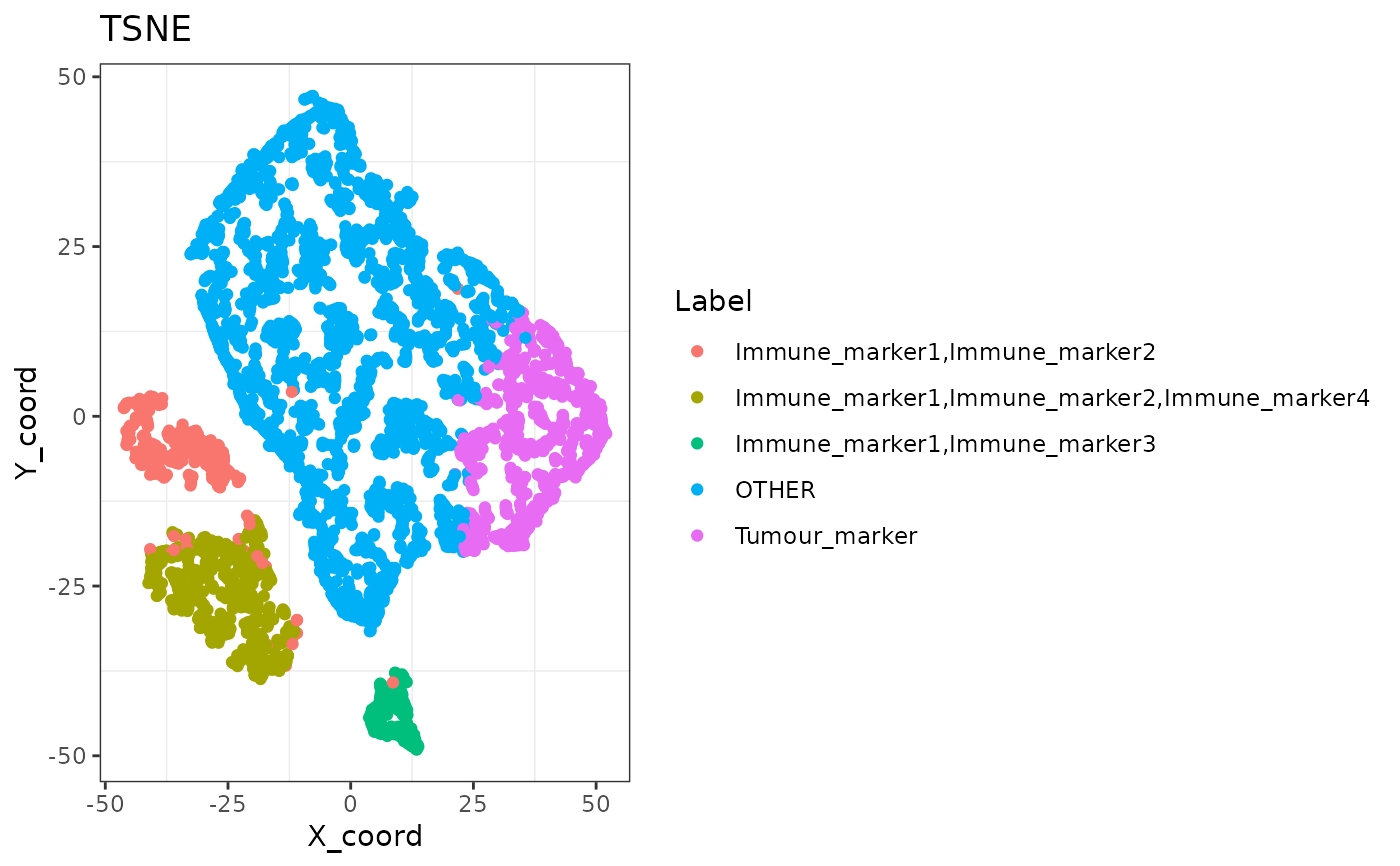 TSNE
50
25
0
-25
-50
Y_coord
-50
-25
0
25
50
X_coord
Label
Immune_marker1,Immune_marker2
Immune_marker1,Immune_marker2,Immune_marker4
Immune_marker1,Immune_marker3
OTHER
Tumour_marker